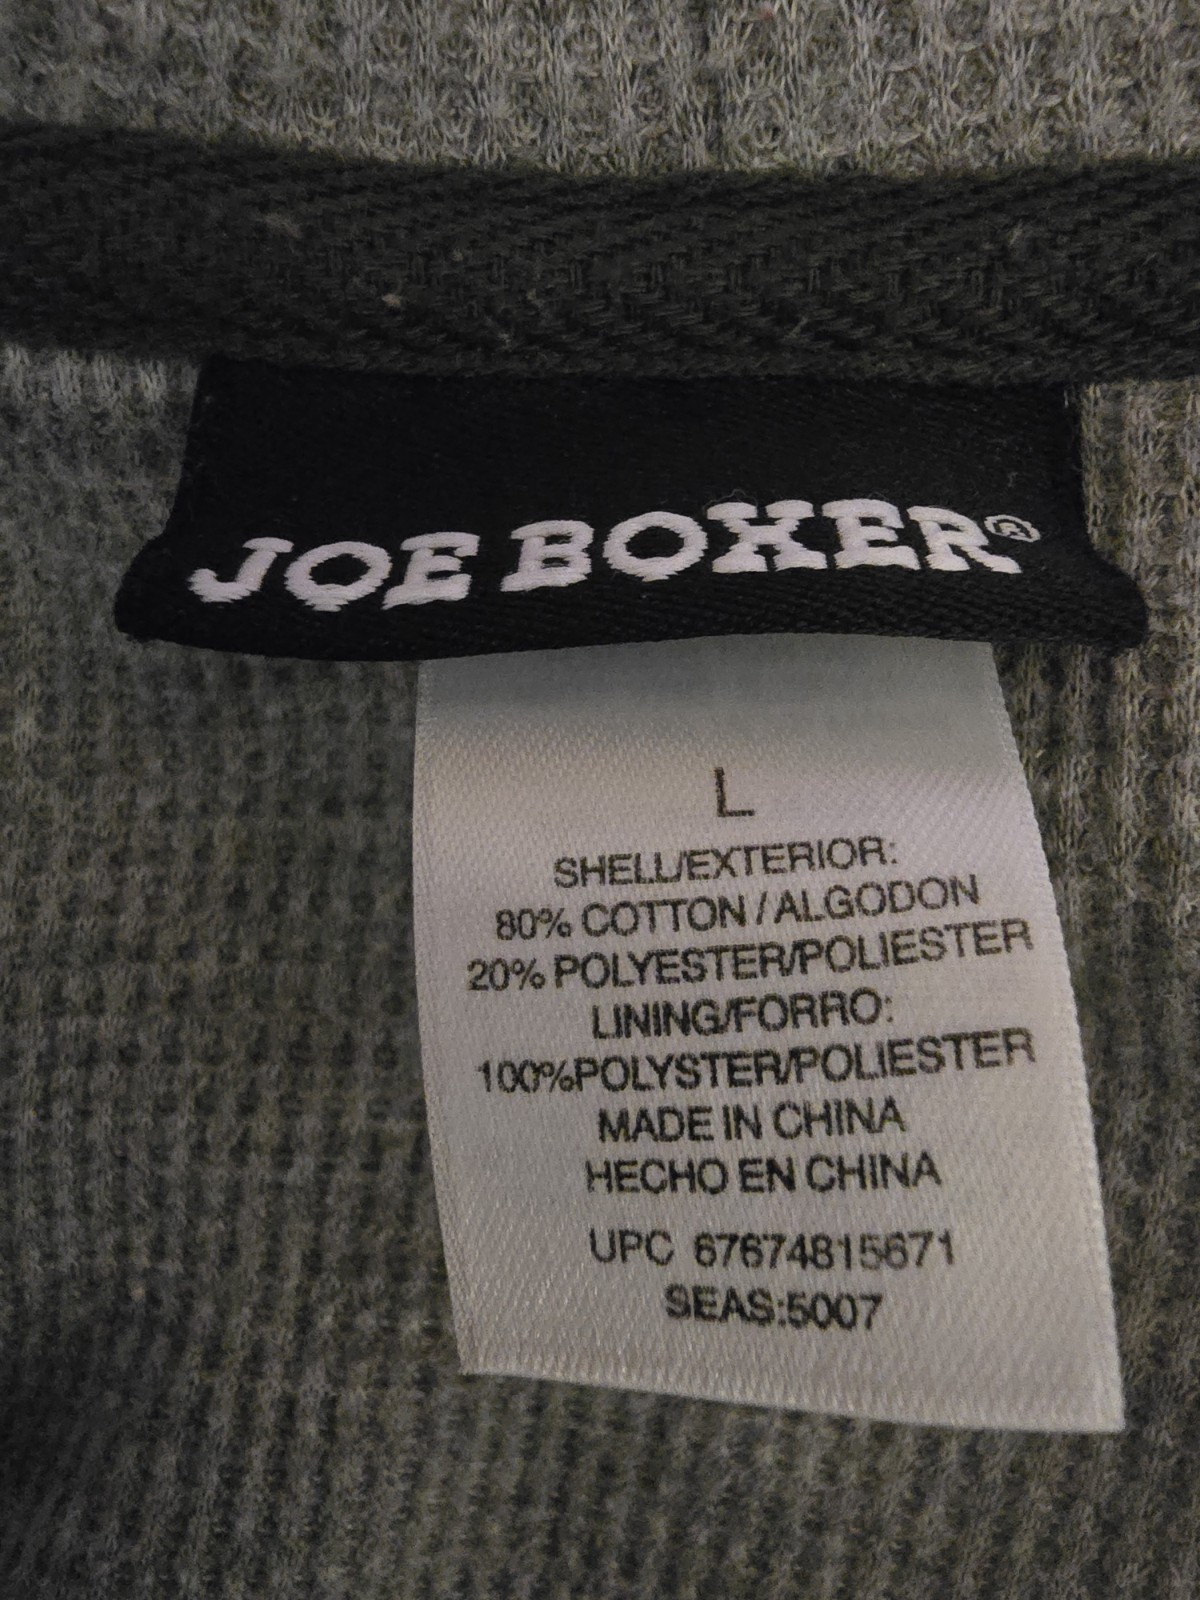 JOE BOXER®
L
SHELL/EXTERIOR:
80% COTTON / ALGODON
20% POLYESTER/POLIESTER
LINING/FORRO:
100%POLYSTER/POLIESTER
MADE IN CHINA
HECHO EN CHINA
UPC 67674815671
SEAS:5007